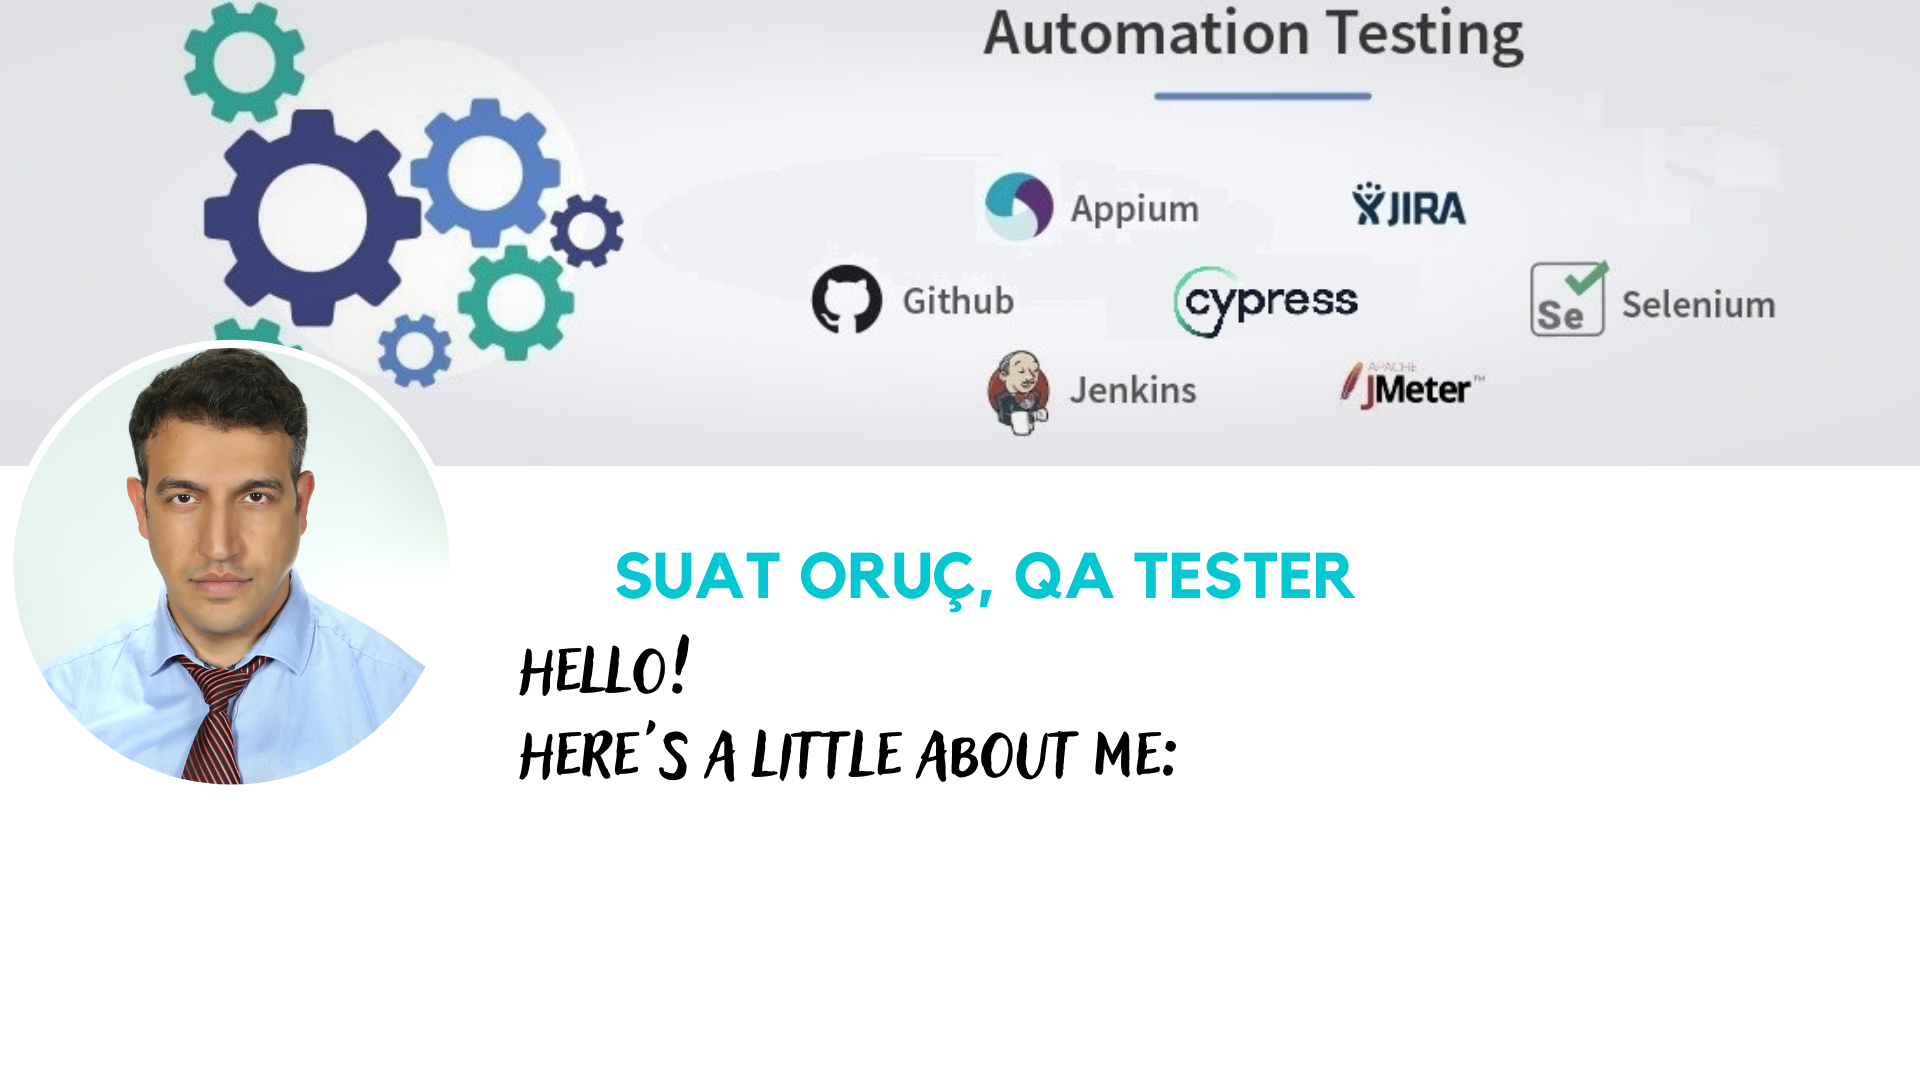 Automation Testing
Appium
JIRA
Github
cypress
Se
Selenium
Jenkins
APACHE
JMeter™
SUAT ORUÇ, QA TESTER
HELLO!
HERE'S A LITTLE ABOUT ME: